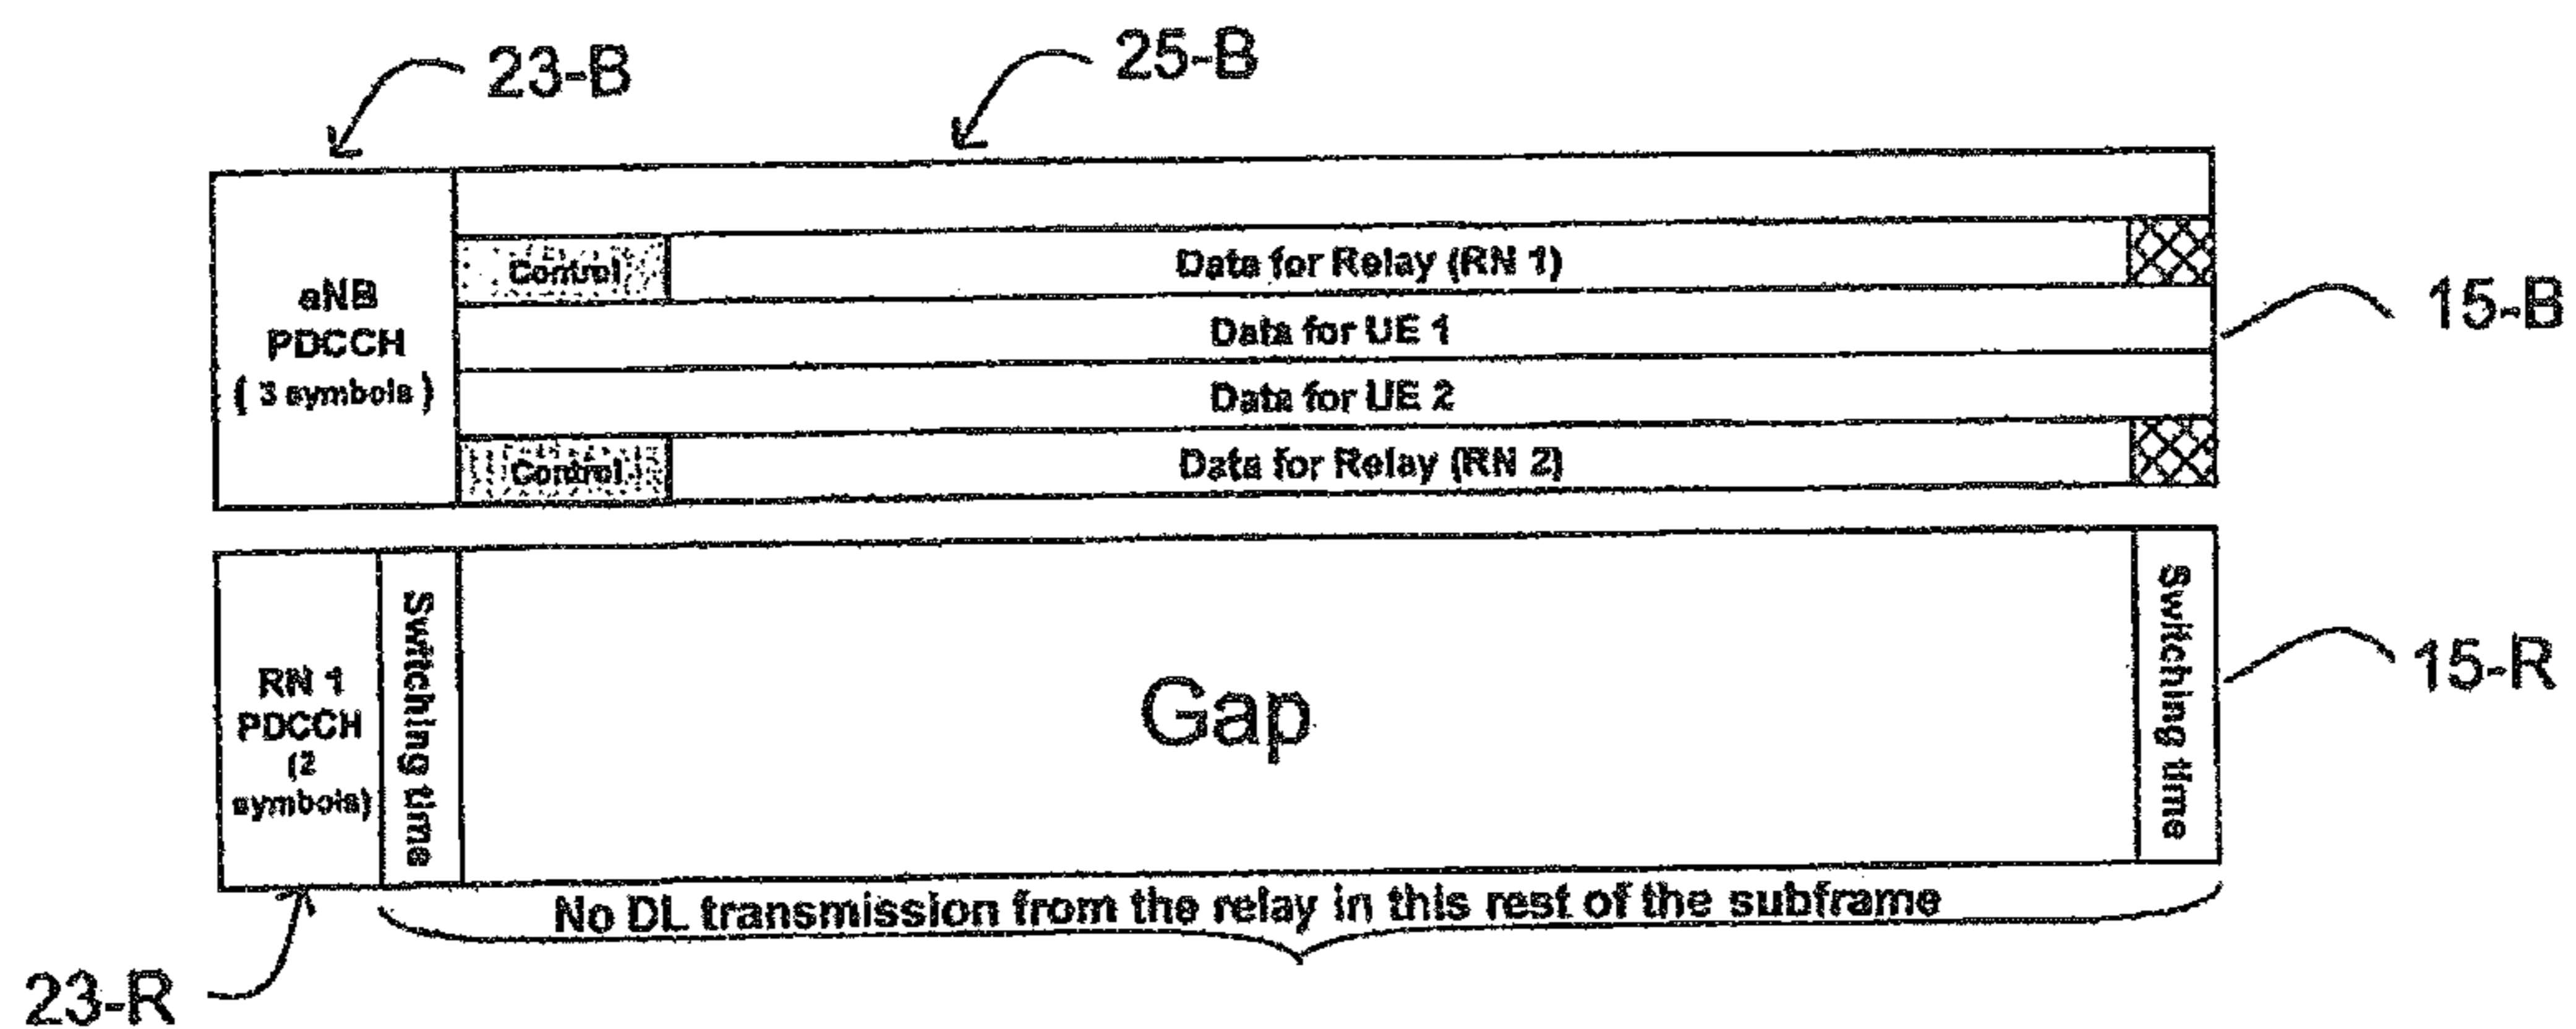 23-B
25-B
eNB
PDCCH
( 3 symbols )
Control
Data for Relay (RN 1)
Data for UE 1
Data for UE 2
Control
Data for Relay (RN 2)
15-B
RN 1
PDCCH
(2
symbols)
Switching time
Gap
Switching time
15-R
No DL transmission from the relay in this rest of the subframe
23-R